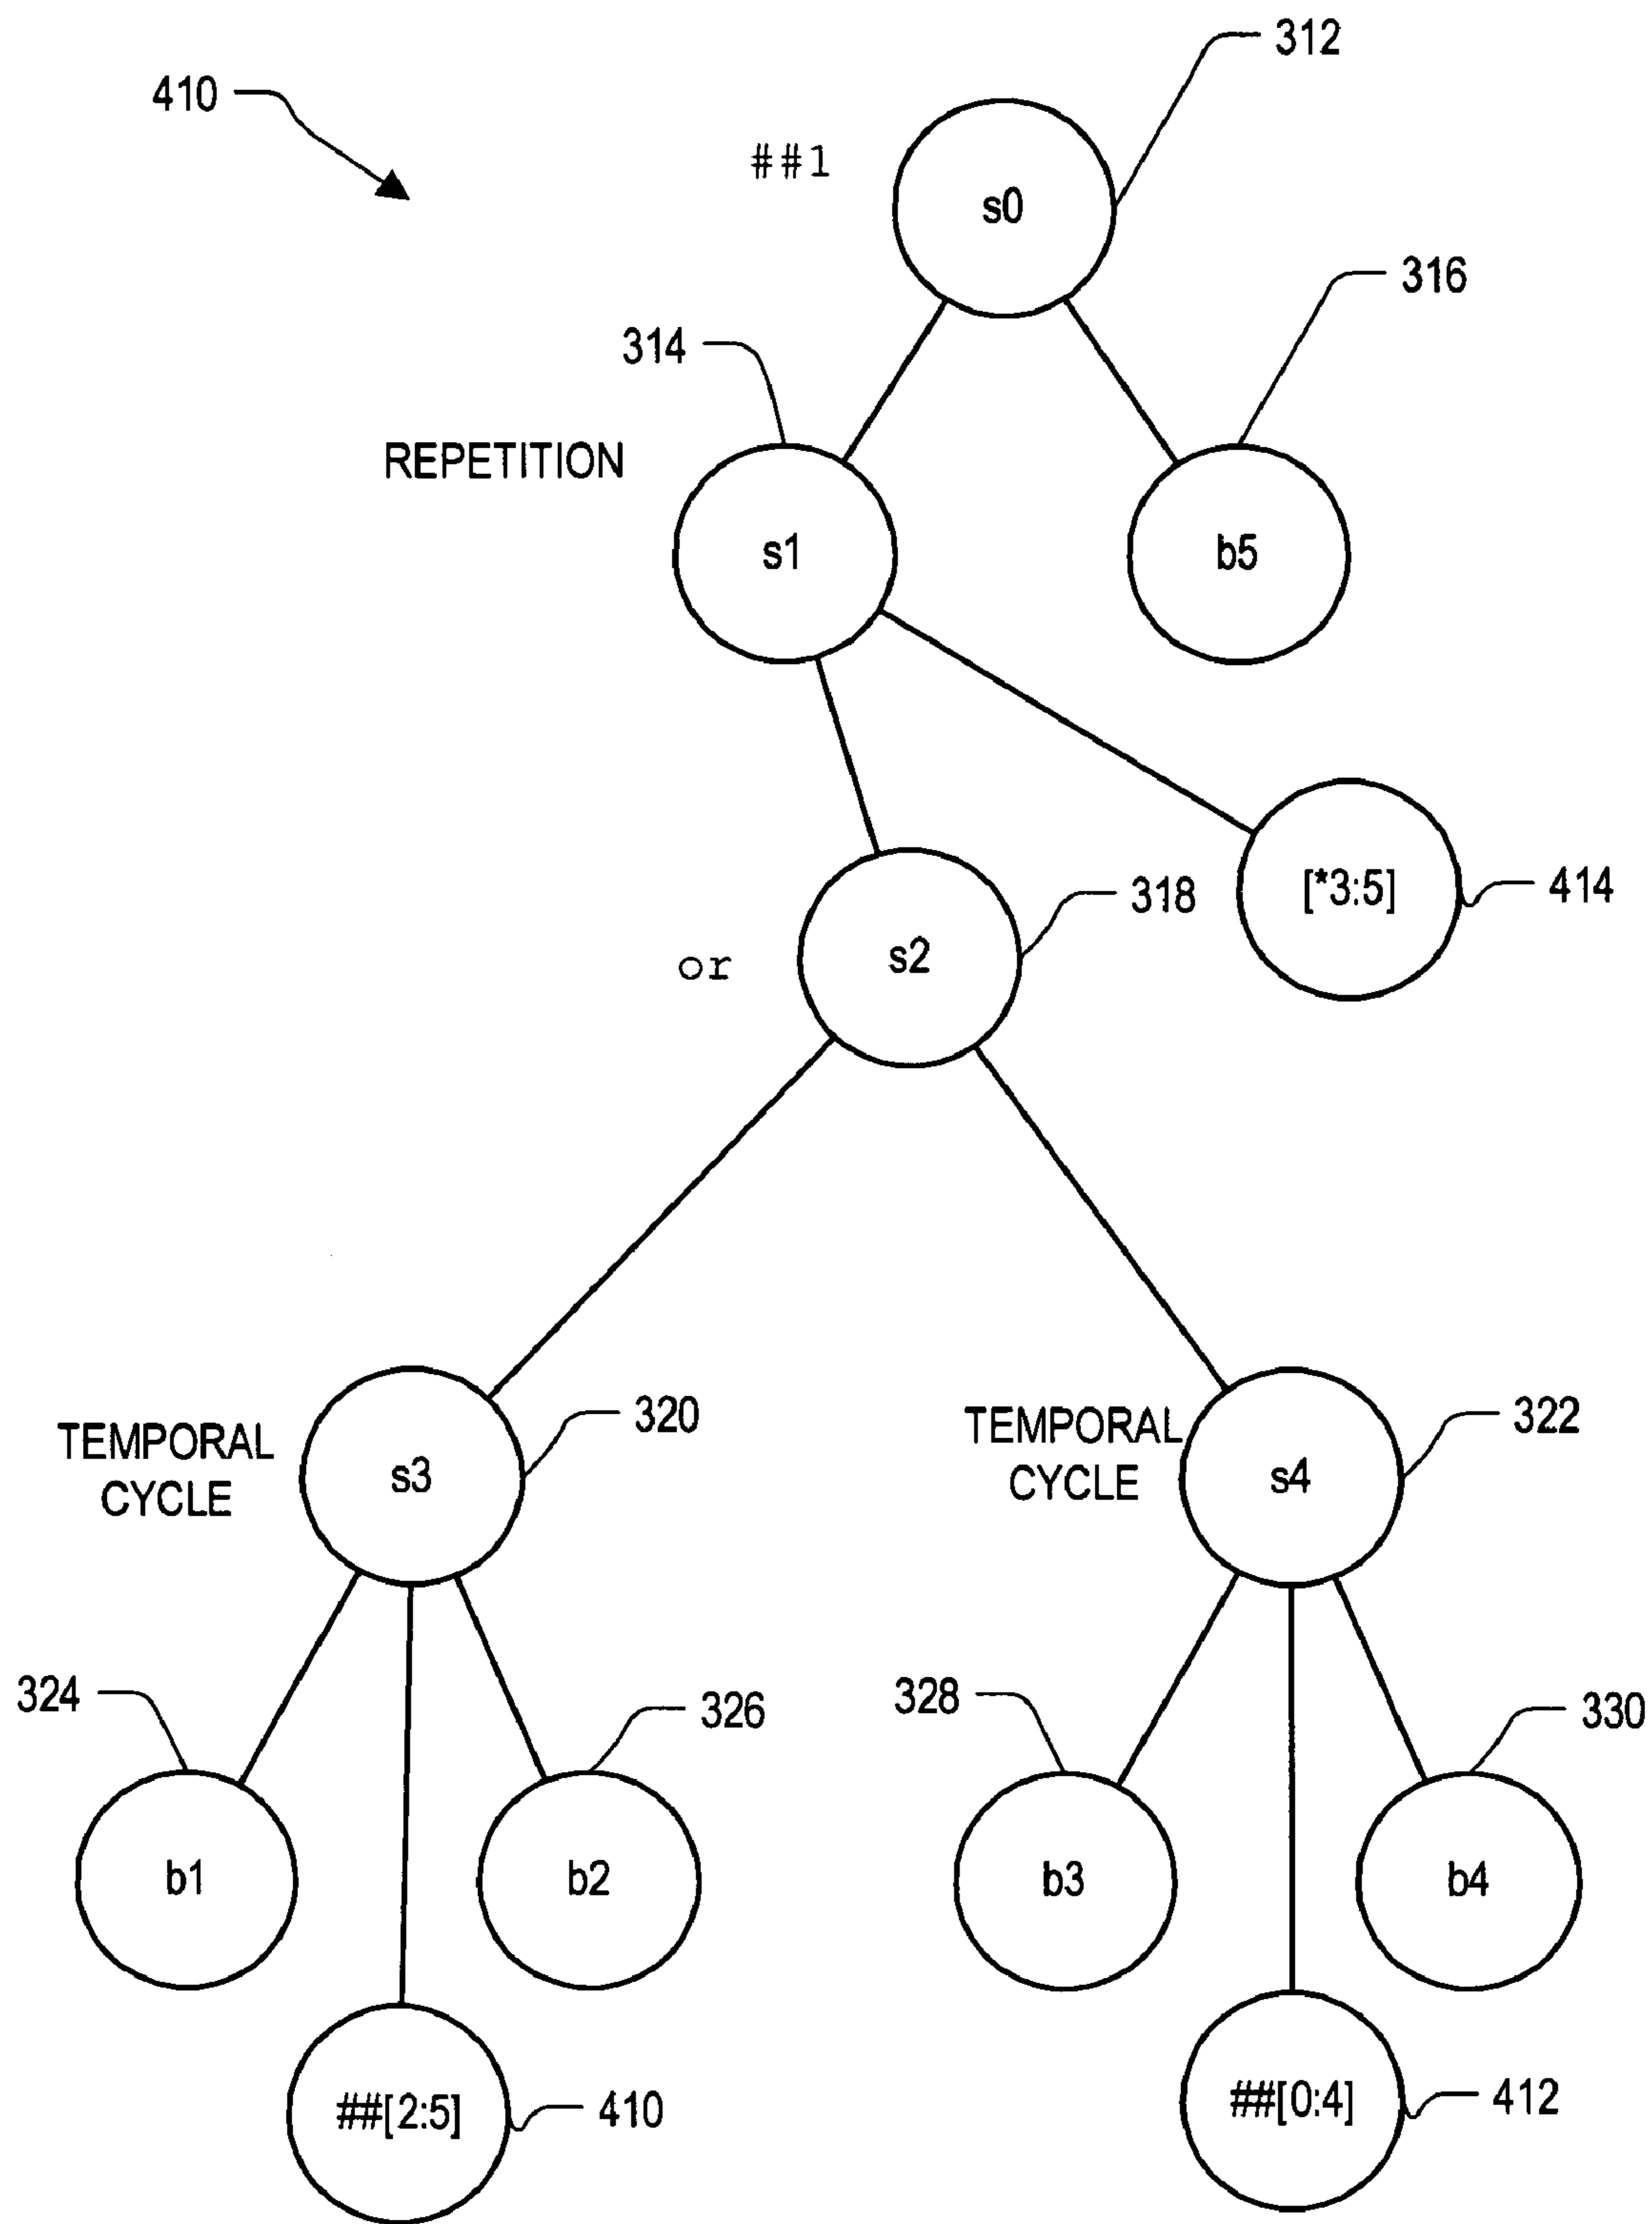 312
410
##1
s0
316
314
REPETITION
s1
b5
[*3:5]
414
318
or
s2
320
TEMPORAL
CYCLE
s3
TEMPORAL
CYCLE
s4
322
324
326
328
330
b1
b2
b3
b4
##[2:5]
410
##[0:4]
412